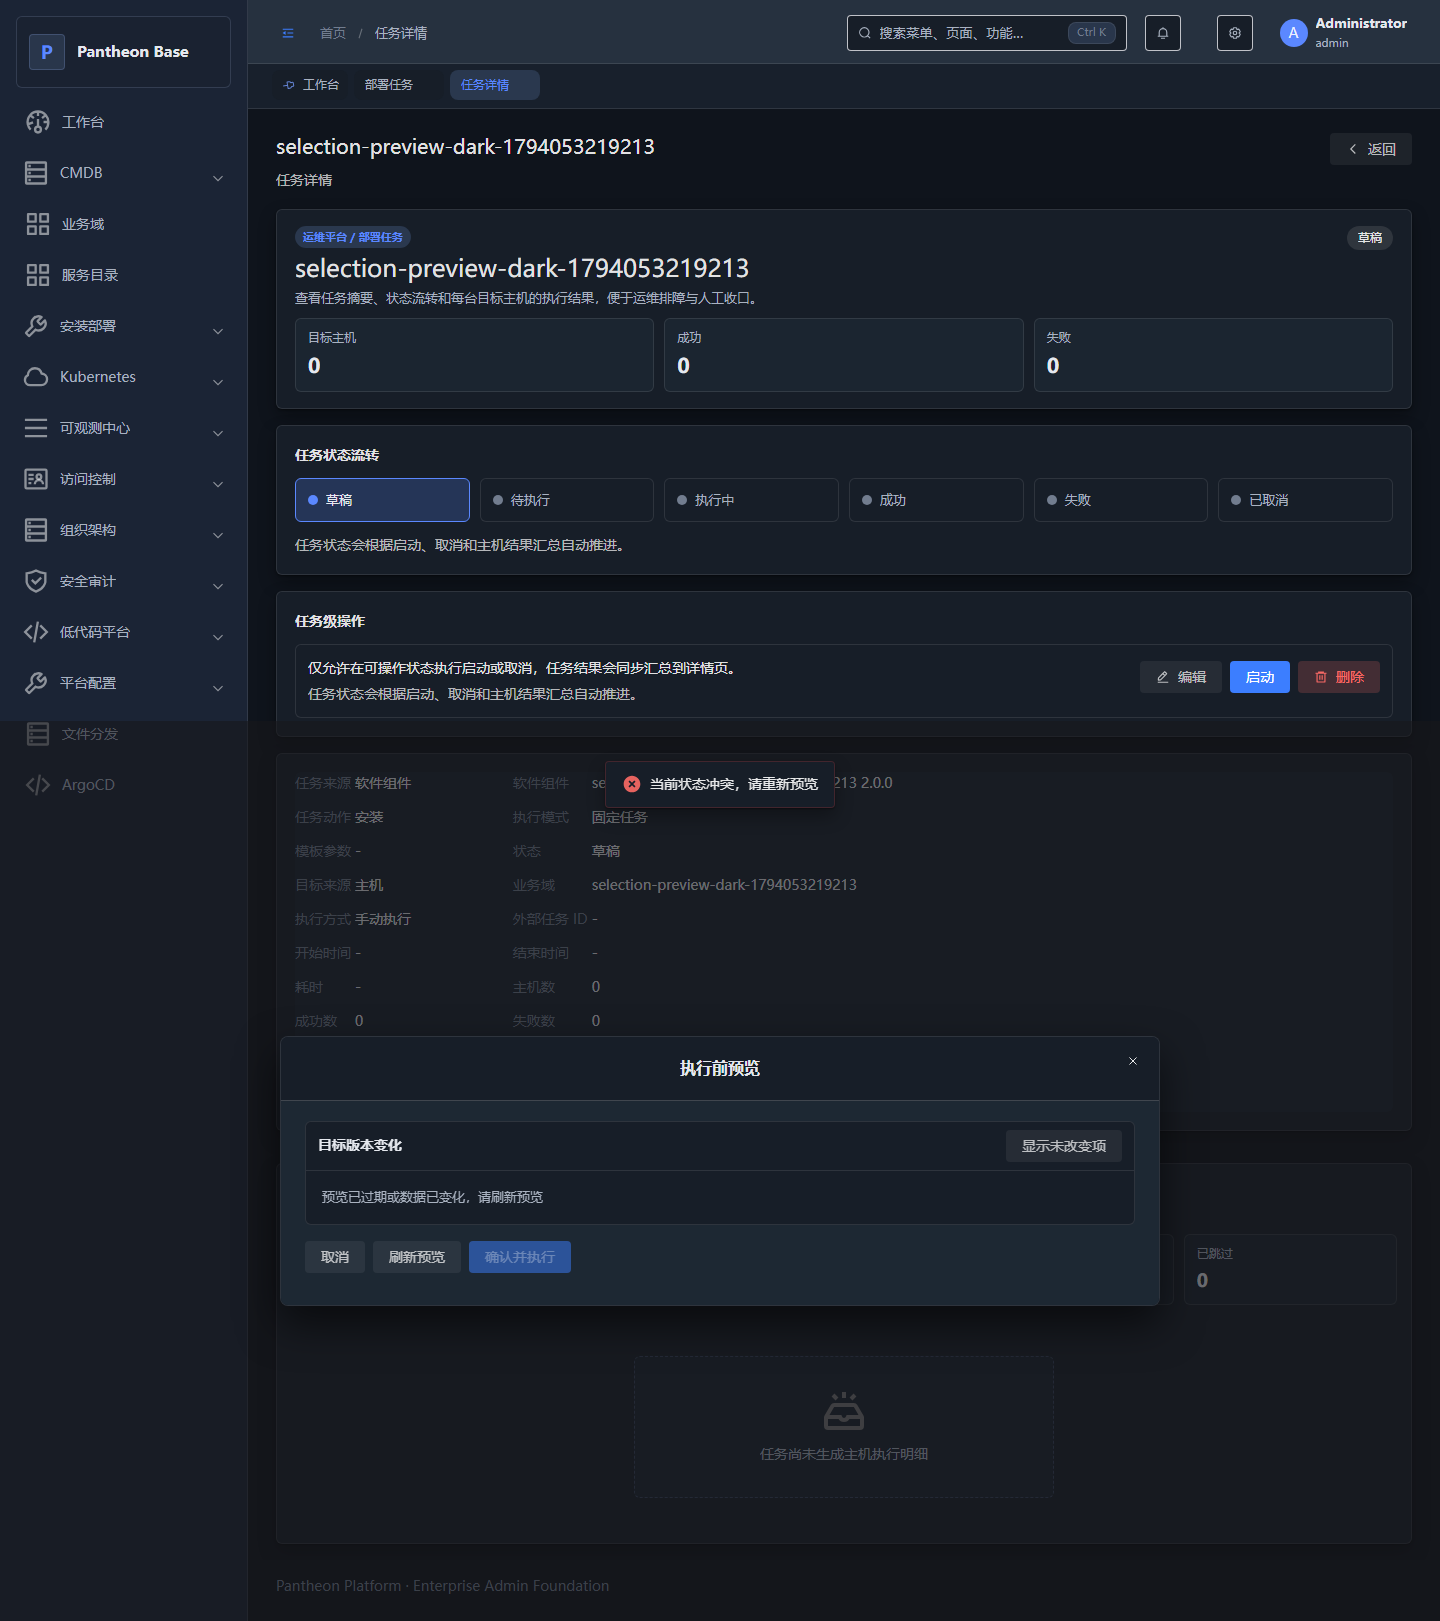 P Pantheon Base
工作台
CMDB
业务域
服务目录
安装部署
Kubernetes
可观测中心
访问控制
组织架构
安全审计
低代码平台
平台配置
文件分发
ArgoCD
首页 / 任务详情
搜索菜单、页面、功能... Ctrl K
A Administrator
admin
工作台 部署任务 任务详情
selection-preview-dark-1794053219213
返回
任务详情
运维平台 / 部署任务
草稿
selection-preview-dark-1794053219213
查看任务摘要、状态流转和每台目标主机的执行结果，便于运维排障与人工收口。
目标主机 成功 失败
0 0 0
任务状态流转
草稿 待执行 执行中 成功 失败 已取消
任务状态会根据启动、取消和主机结果汇总自动推进。
任务级操作
仅允许在可操作状态执行启动或取消，任务结果会同步汇总到详情页。
任务状态会根据启动、取消和主机结果汇总自动推进。
编辑 启动 删除
当前状态冲突，请重新预览
任务来源 软件组件 软件组件 se 213 2.0.0
任务动作 安装 执行模式 固定任务
模板参数 - 状态 草稿
目标来源 主机 业务域 selection-preview-dark-1794053219213
执行方式 手动执行 外部任务 ID -
开始时间 - 结束时间 -
耗时 - 主机数 0
成功数 0 失败数 0
执行前预览
目标版本变化 显示未改变项
预览已过期或数据已变化，请刷新预览
取消 刷新预览 确认并执行
已跳过
0
任务尚未生成主机执行明细
Pantheon Platform · Enterprise Admin Foundation